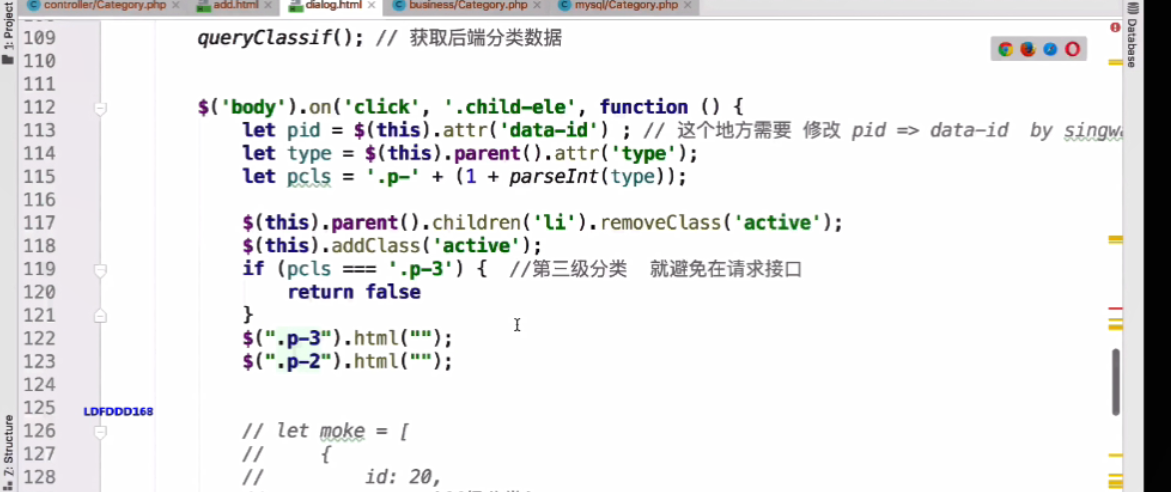 controller/Category.php × add.html × dialog.html × business/Category.php × mysql/Category.php ×
1: Project
Database
109 queryClassif(); // 获取后端分类数据
110
111
112 $('body').on('click', '.child-ele', function () {
113 let pid = $(this).attr('data-id') ; // 这个地方需要 修改 pid => data-id by singwa
114 let type = $(this).parent().attr('type');
115 let pcls = '.p-' + (1 + parseInt(type));
116
117 $(this).parent().children('li').removeClass('active');
118 $(this).addClass('active');
119 if (pcls === '.p-3') { //第三级分类 就避免在请求接口
120 return false
121 }
122 $(".p-3").html("");
123 $(".p-2").html("");
124
125
LDFDDD168
126 // let moke = [
127 // {
128 // id: 20,
Z: Structure